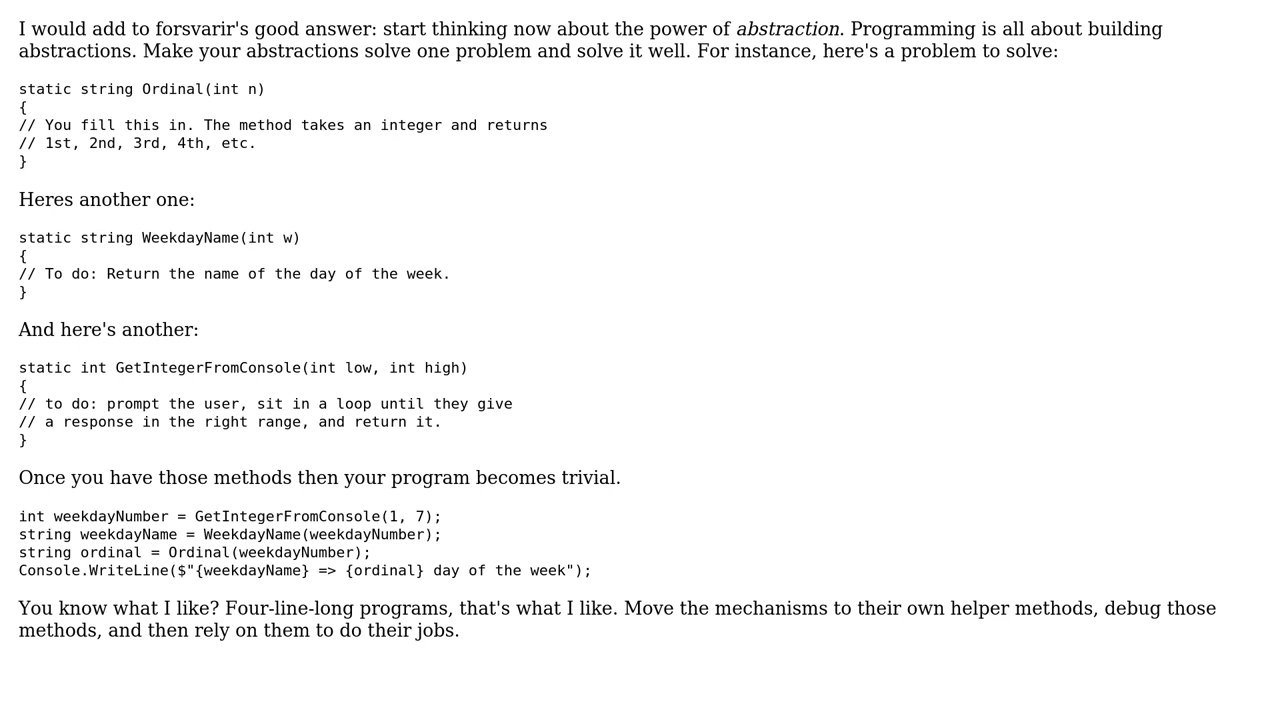 I would add to forsvarir's good answer: start thinking now about the power of abstraction. Programming is all about building
abstractions. Make your abstractions solve one problem and solve it well. For instance, here's a problem to solve:
static string Ordinal(int n)
{
// You fill this in. The method takes an integer and returns
// 1st, 2nd, 3rd, 4th, etc.
}
Heres another one:
static string WeekdayName(int w)
{
// To do: Return the name of the day of the week.
}
And here's another:
static int GetIntegerFromConsole(int low, int high)
{
// to do: prompt the user, sit in a loop until they give
// a response in the right range, and return it.
}
Once you have those methods then your program becomes trivial.
int weekdayNumber = GetIntegerFromConsole(1, 7);
string weekdayName = WeekdayName(weekdayNumber);
string ordinal = Ordinal(weekdayNumber);
Console.WriteLine($"{weekdayName} => {ordinal} day of the week");
You know what I like? Four-line-long programs, that's what I like. Move the mechanisms to their own helper methods, debug those
methods, and then rely on them to do their jobs.